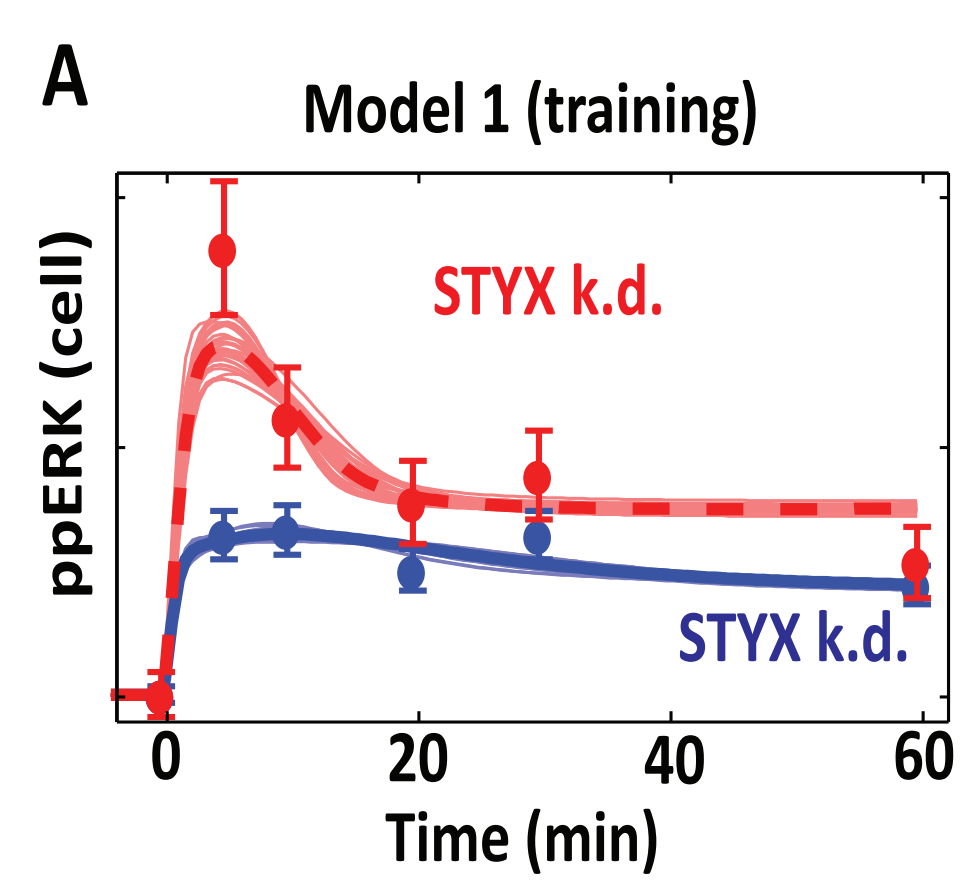 A
Model 1 (training)
ppERK (cell)
STYX k.d.
STYX k.d.
0 20 40 60
Time (min)